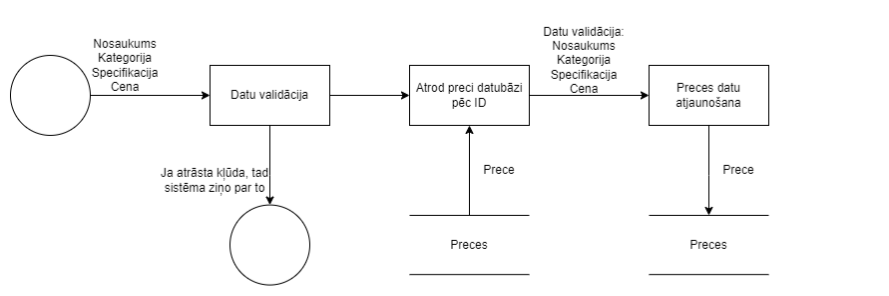 Nosaukums
Kategorija
Specifikacija
Cena
Datu validācija
Ja atrāsta kļūda, tad
sistēma ziņo par to
Atrod preci datubāzi
pēc ID
Prece
Preces
Datu validācija:
Nosaukums
Kategorija
Specifikacija
Cena
Preces datu
atjaunošana
Prece
Preces